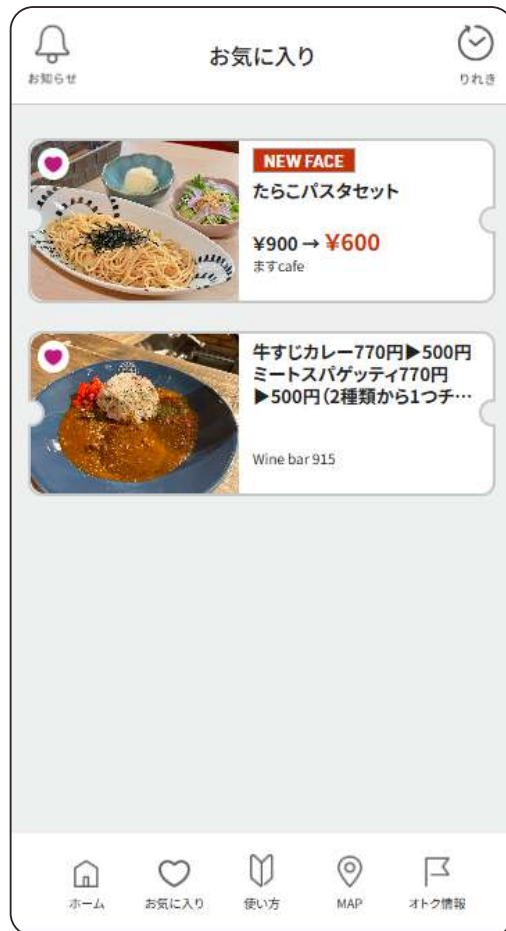 お知らせ
お気に入り
りれき
NEW FACE
たらこパスタセット
¥900 → ¥600
ますcafe
牛すじカレー770円▶500円
ミートスパゲッティ770円
▶500円(2種類から1つチ…
Wine bar 915
ホーム
お気に入り
使い方
MAP
オトク情報